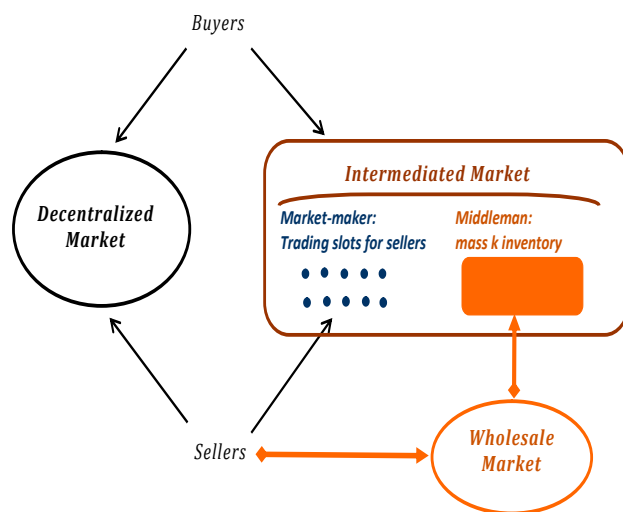 Buyers
Intermediated Market
Decentralized
Market
Market-maker:
Trading slots for sellers
Middleman:
mass k inventory
Sellers
Wholesale
Market